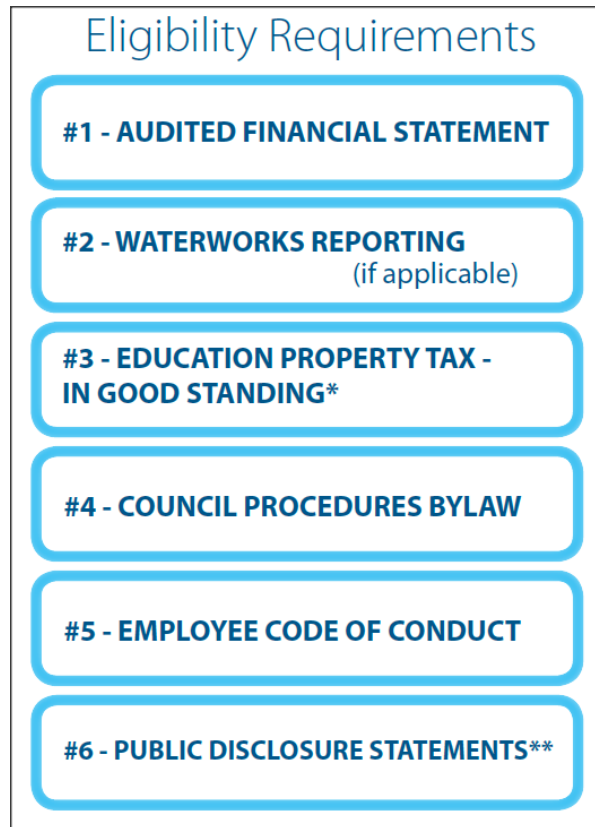 Eligibility Requirements
#1 - AUDITED FINANCIAL STATEMENT
#2 - WATERWORKS REPORTING
(if applicable)
#3 - EDUCATION PROPERTY TAX -
IN GOOD STANDING*
#4 - COUNCIL PROCEDURES BYLAW
#5 - EMPLOYEE CODE OF CONDUCT
#6 - PUBLIC DISCLOSURE STATEMENTS**